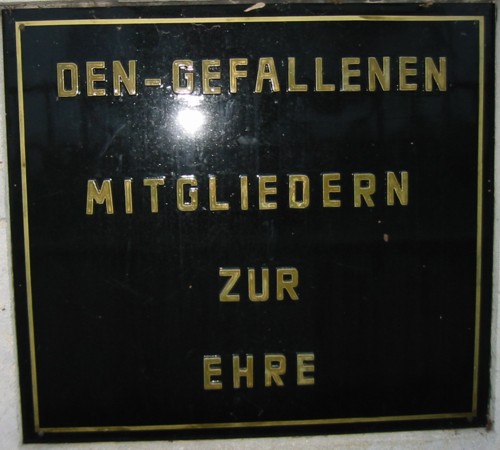 DEN-GEFALLENEN
MITGLIEDERN
ZUR
EHRE